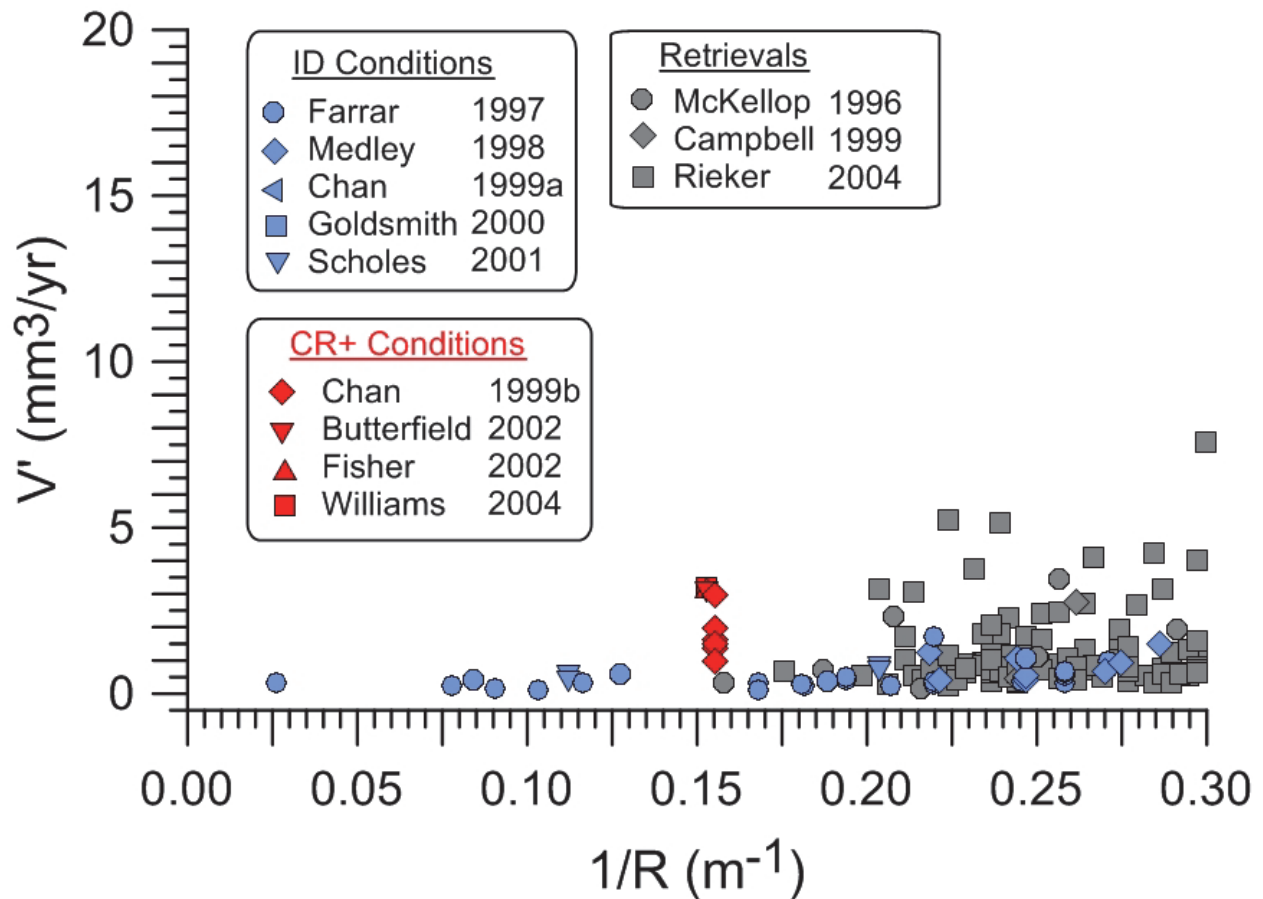 20
15
10
5
0
V' (mm3/yr)
ID Conditions
Farrar 1997
Medley 1998
Chan 1999a
Goldsmith 2000
Scholes 2001
Retrievals
McKellop 1996
Campbell 1999
Rieker 2004
CR+ Conditions
Chan 1999b
Butterfield 2002
Fisher 2002
Williams 2004
0.00 0.05 0.10 0.15 0.20 0.25 0.30
1/R (m-1)